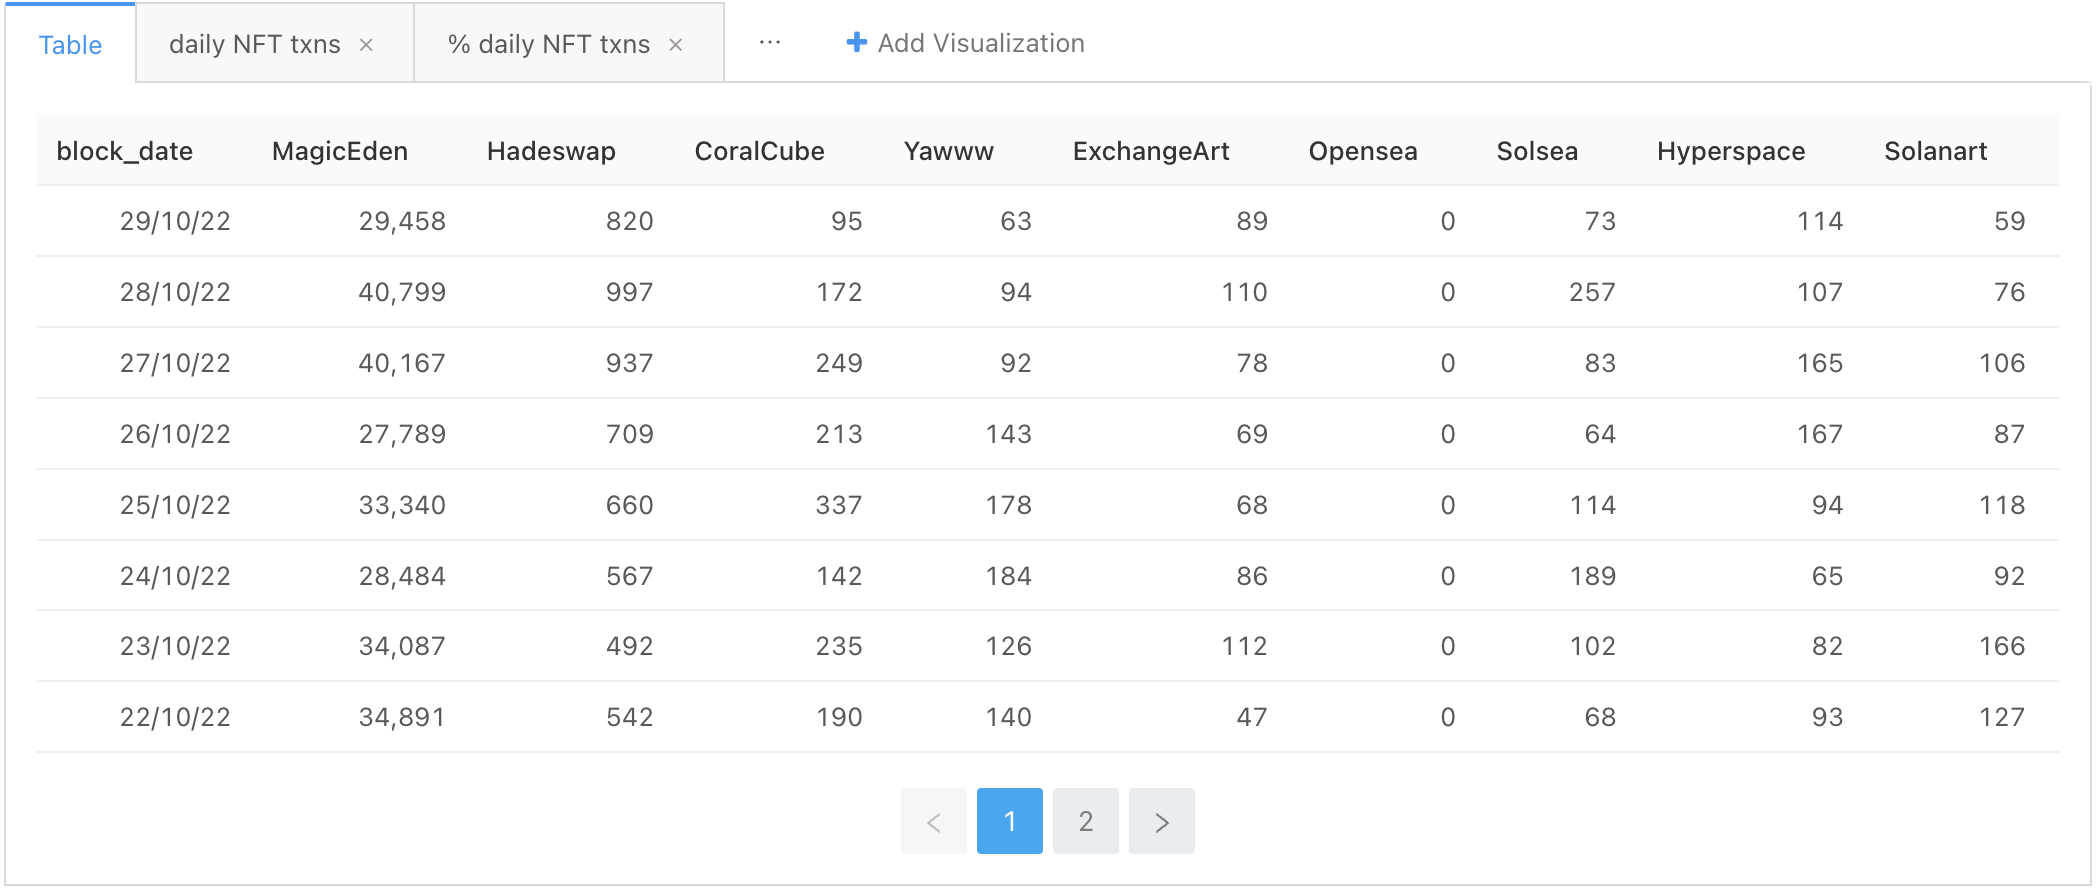 Table daily NFT txns × % daily NFT txns × ··· + Add Visualization
block_date MagicEden Hadeswap CoralCube Yawww ExchangeArt Opensea Solsea Hyperspace Solanart
29/10/22 29,458 820 95 63 89 0 73 114 59
28/10/22 40,799 997 172 94 110 0 257 107 76
27/10/22 40,167 937 249 92 78 0 83 165 106
26/10/22 27,789 709 213 143 69 0 64 167 87
25/10/22 33,340 660 337 178 68 0 114 94 118
24/10/22 28,484 567 142 184 86 0 189 65 92
23/10/22 34,087 492 235 126 112 0 102 82 166
22/10/22 34,891 542 190 140 47 0 68 93 127
< 1 2 >